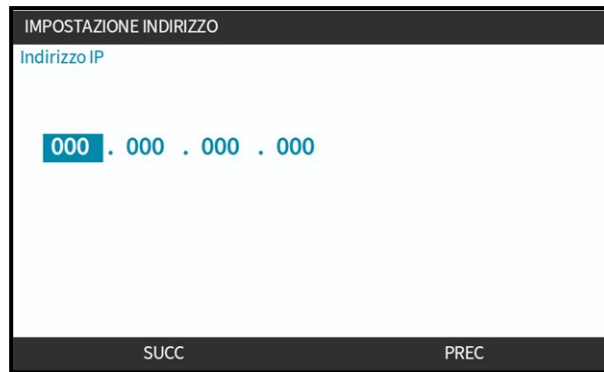 IMPOSTAZIONE INDIRIZZO
Indirizzo IP
000 . 000 . 000 . 000
SUCC PREC